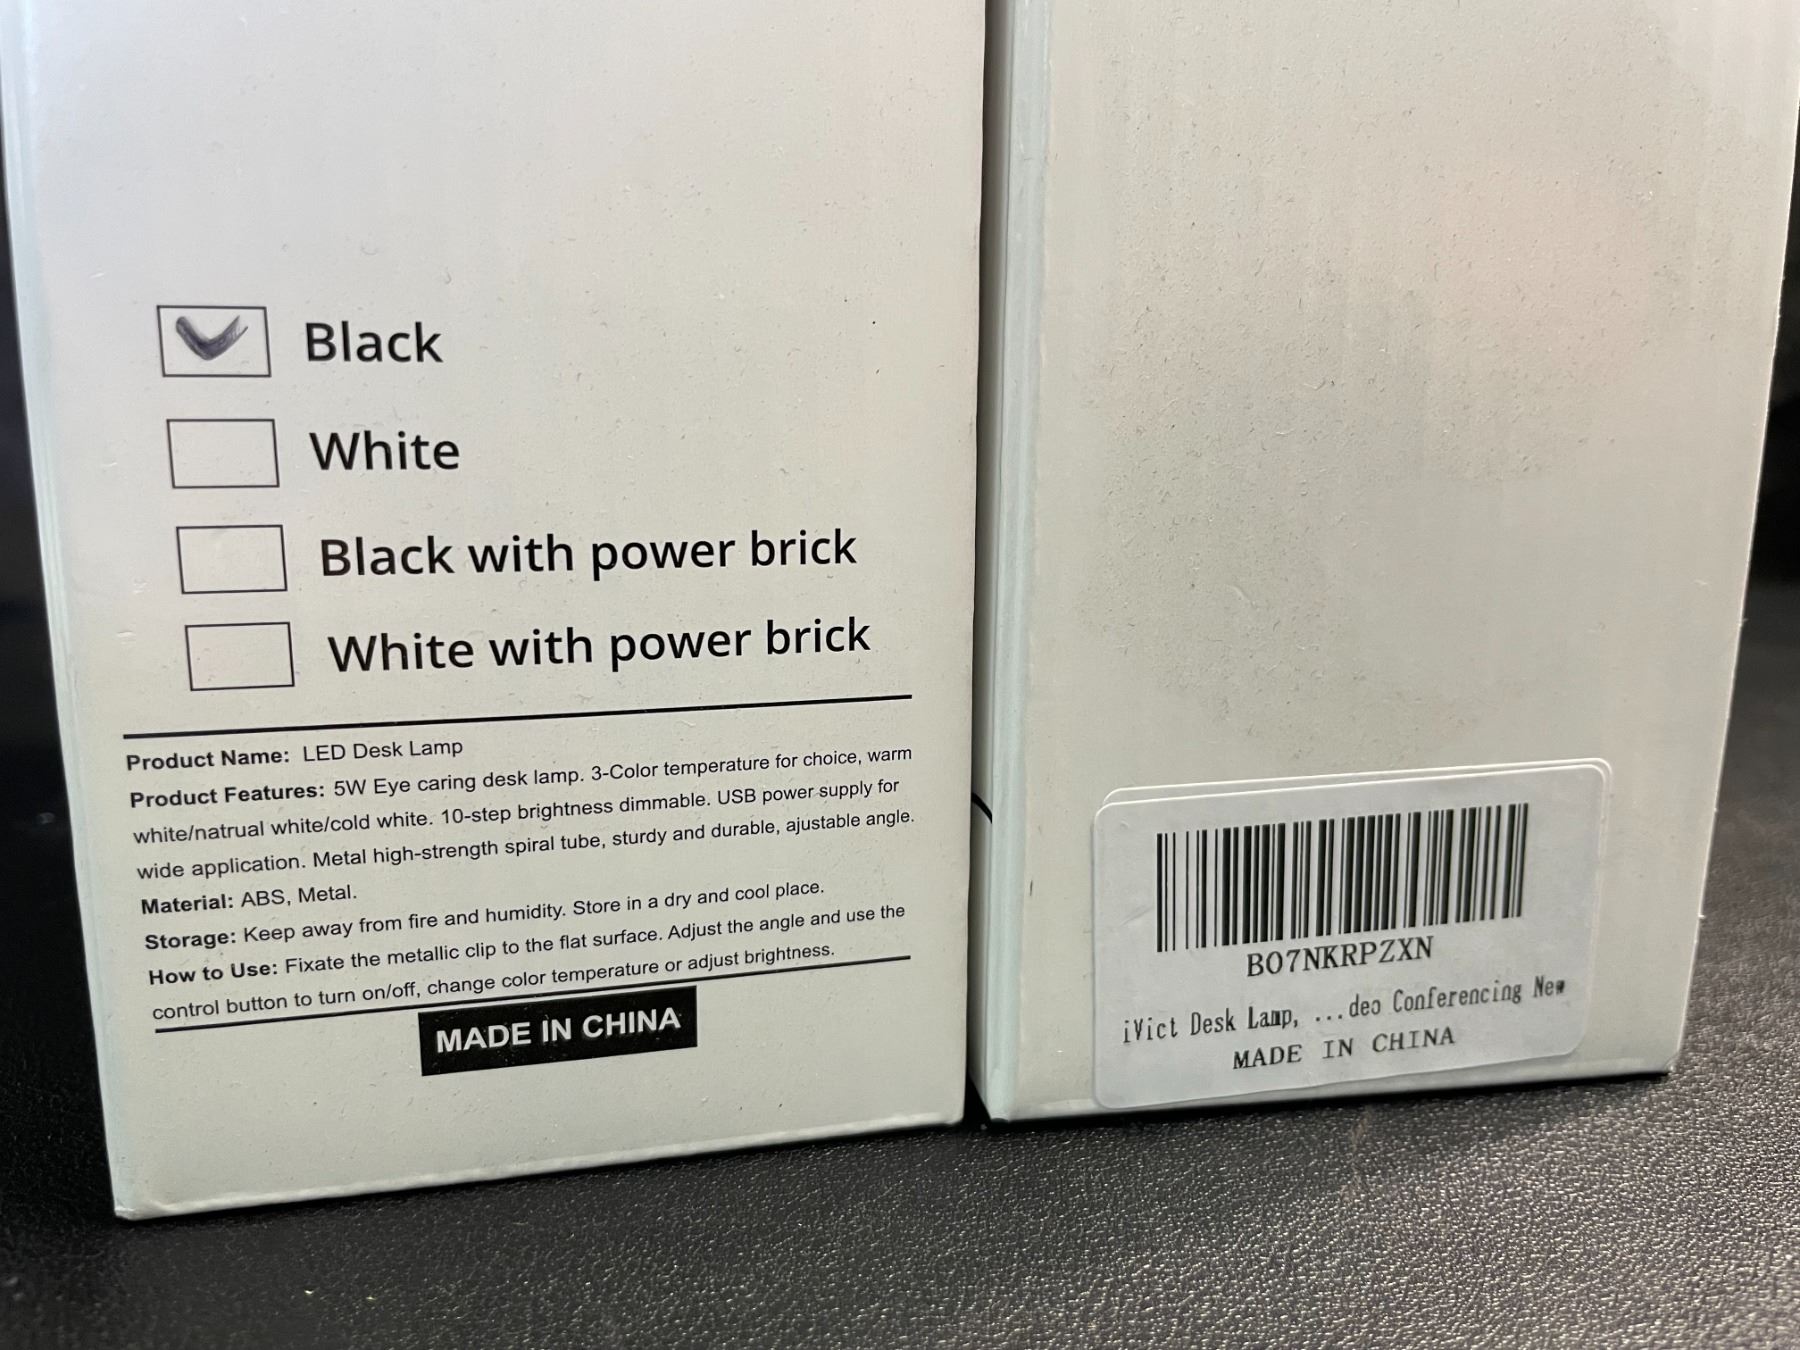 Black
White
Black with power brick
White with power brick
Product Name: LED Desk Lamp
Product Features: 5W Eye caring desk lamp. 3-Color temperature for choice, warm
white/natrual white/cold white. 10-step brightness dimmable. USB power supply for
wide application. Metal high-strength spiral tube, sturdy and durable, ajustable angle.
Material: ABS, Metal.
Storage: Keep away from fire and humidity. Store in a dry and cool place.
How to Use: Fixate the metallic clip to the flat surface. Adjust the angle and use the
control button to turn on/off, change color temperature or adjust brightness.
MADE IN CHINA
B07NKRPZXN
iVict Desk Lamp, ...deo Conferencing New
MADE IN CHINA